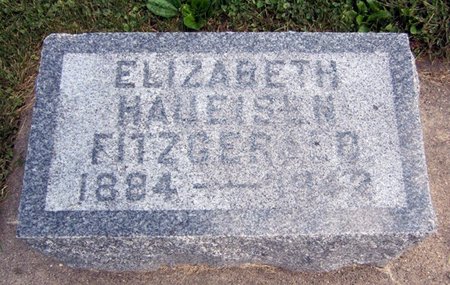 ELIZABETH
HAUEISEN
FITZGERALD
1884 —